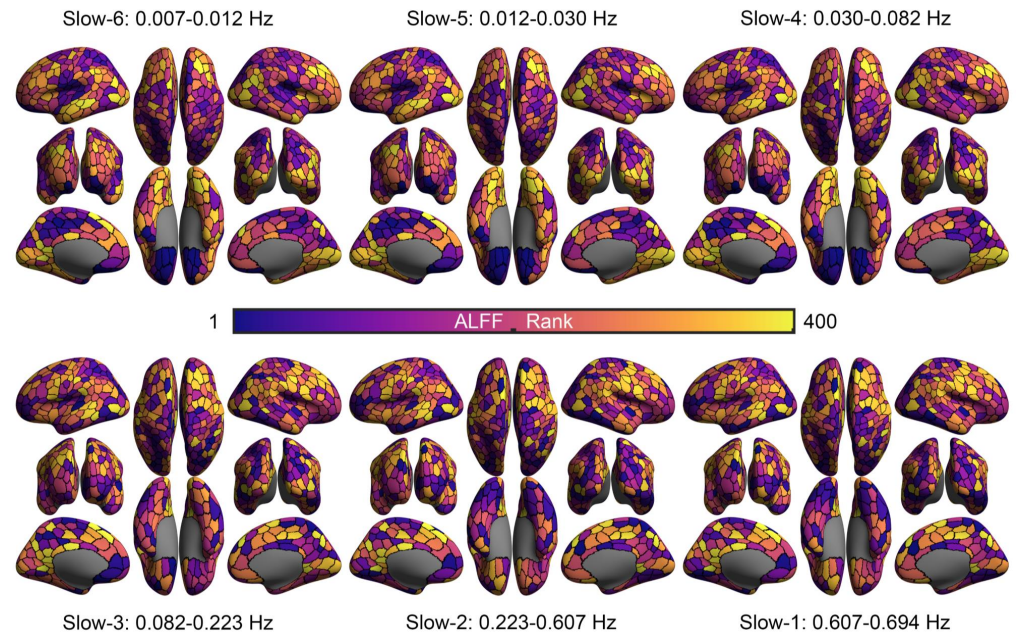 Slow-6: 0.007-0.012 Hz
Slow-5: 0.012-0.030 Hz
Slow-4: 0.030-0.082 Hz
1 ALFF_Rank 400
Slow-3: 0.082-0.223 Hz
Slow-2: 0.223-0.607 Hz
Slow-1: 0.607-0.694 Hz